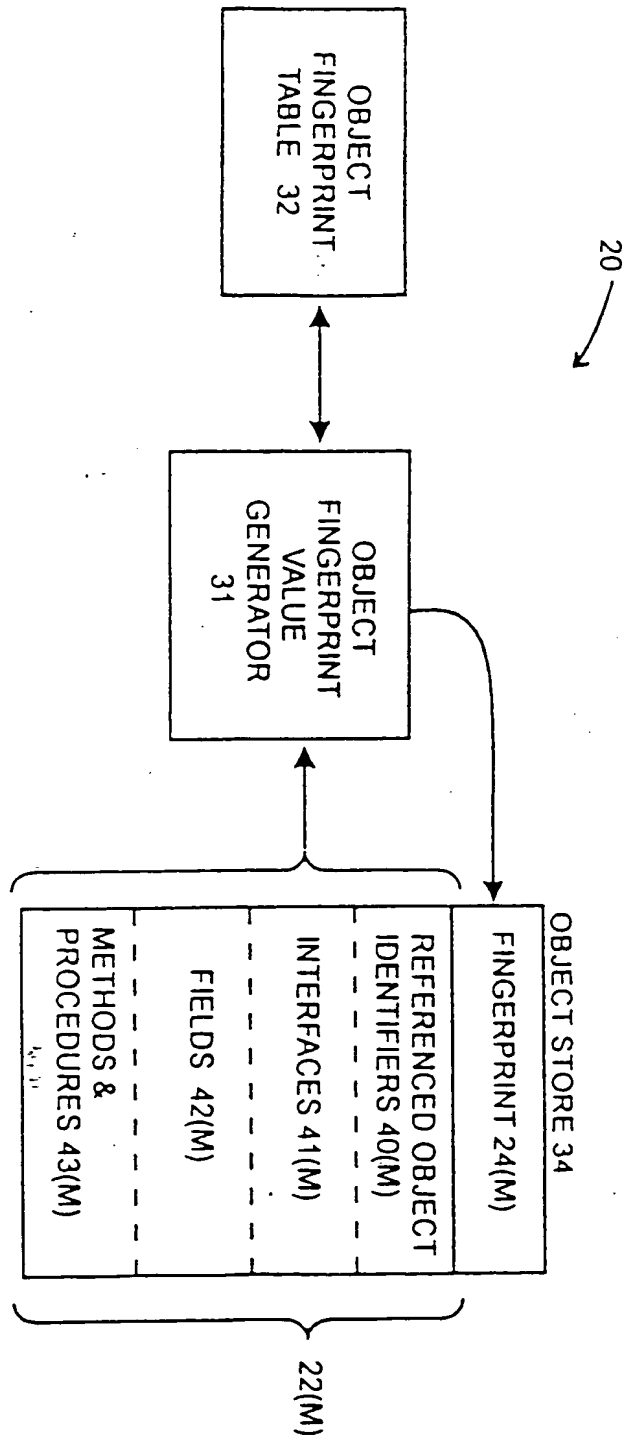 20
OBJECT
FINGERPRINT
TABLE 32
OBJECT
FINGERPRINT
VALUE
GENERATOR
31
OBJECT STORE 34
FINGERPRINT 24(M)
REFERENCED OBJECT
IDENTIFIERS 40(M)
INTERFACES 41(M)
FIELDS 42(M)
METHODS &
PROCEDURES 43(M)
22(M)